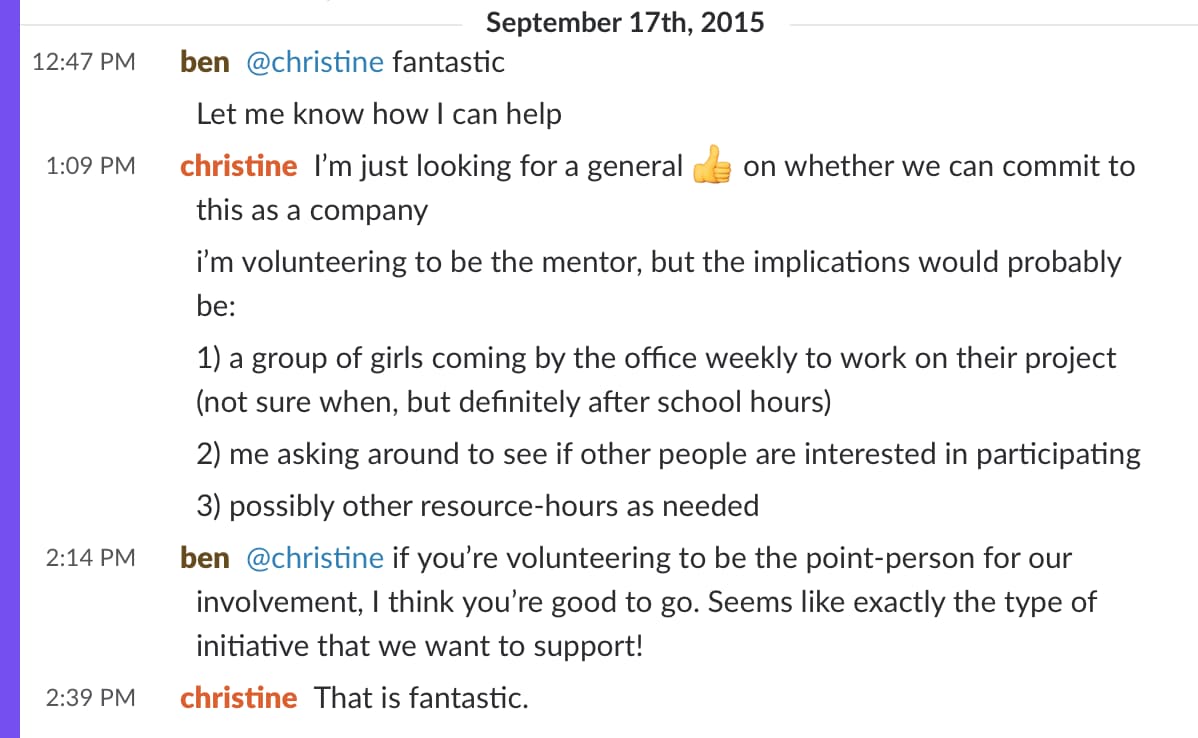 September 17th, 2015
12:47 PM ben @christine fantastic
Let me know how I can help
1:09 PM christine I'm just looking for a general 👍 on whether we can commit to
this as a company
i'm volunteering to be the mentor, but the implications would probably
be:
1) a group of girls coming by the office weekly to work on their project
(not sure when, but definitely after school hours)
2) me asking around to see if other people are interested in participating
3) possibly other resource-hours as needed
2:14 PM ben @christine if you're volunteering to be the point-person for our
involvement, I think you're good to go. Seems like exactly the type of
initiative that we want to support!
2:39 PM christine That is fantastic.